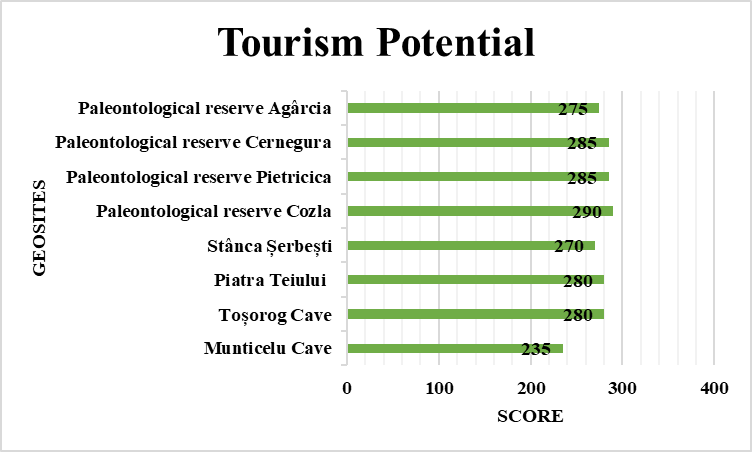 Tourism Potential
GEOSITES
Paleontological reserve Agârcia 275
Paleontological reserve Cernegura 285
Paleontological reserve Pietricica 285
Paleontological reserve Cozla 290
Stânca Șerbești 270
Piatra Teiului 280
Toșorog Cave 280
Munticelu Cave 235
0 100 200 300 400
SCORE